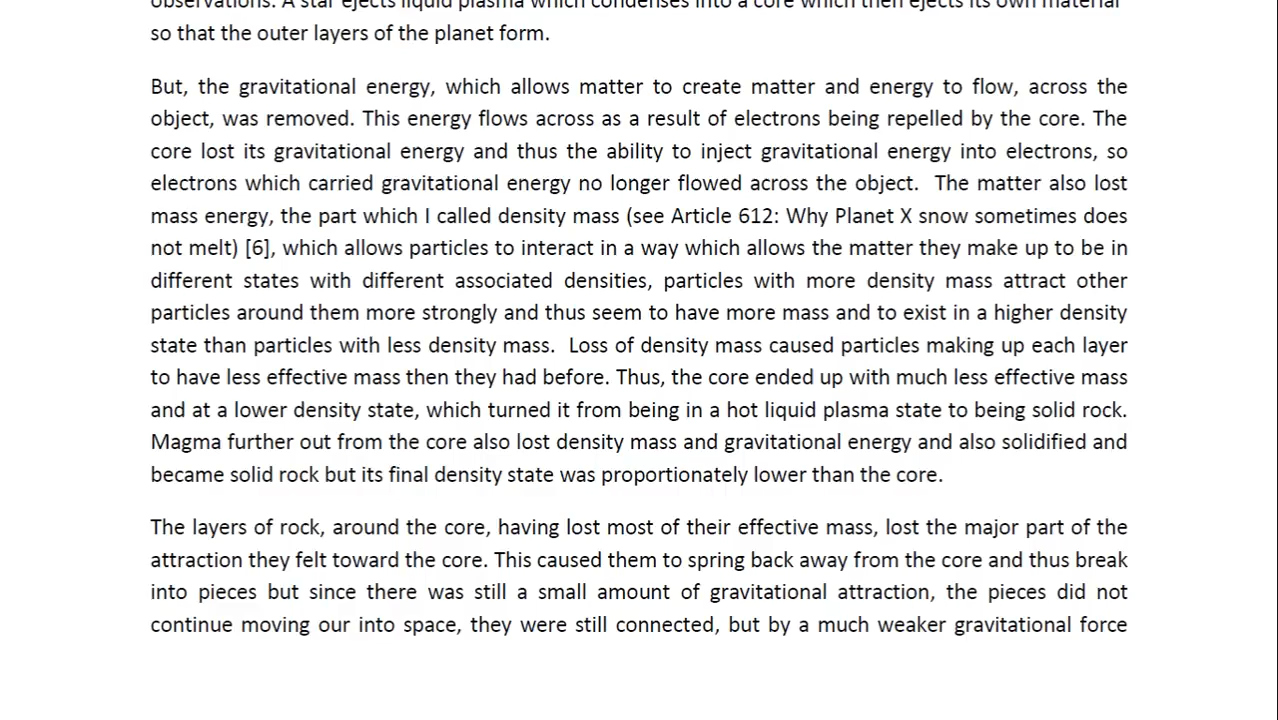 observations. A star ejects liquid plasma which condenses into a core which then ejects its own material
so that the outer layers of the planet form.
But, the gravitational energy, which allows matter to create matter and energy to flow, across the
object, was removed. This energy flows across as a result of electrons being repelled by the core. The
core lost its gravitational energy and thus the ability to inject gravitational energy into electrons, so
electrons which carried gravitational energy no longer flowed across the object.  The matter also lost
mass energy, the part which I called density mass (see Article 612: Why Planet X snow sometimes does
not melt) [6], which allows particles to interact in a way which allows the matter they make up to be in
different states with different associated densities, particles with more density mass attract other
particles around them more strongly and thus seem to have more mass and to exist in a higher density
state than particles with less density mass.  Loss of density mass caused particles making up each layer
to have less effective mass then they had before. Thus, the core ended up with much less effective mass
and at a lower density state, which turned it from being in a hot liquid plasma state to being solid rock.
Magma further out from the core also lost density mass and gravitational energy and also solidified and
became solid rock but its final density state was proportionately lower than the core.
The layers of rock, around the core, having lost most of their effective mass, lost the major part of the
attraction they felt toward the core. This caused them to spring back away from the core and thus break
into pieces but since there was still a small amount of gravitational attraction, the pieces did not
continue moving our into space, they were still connected, but by a much weaker gravitational force